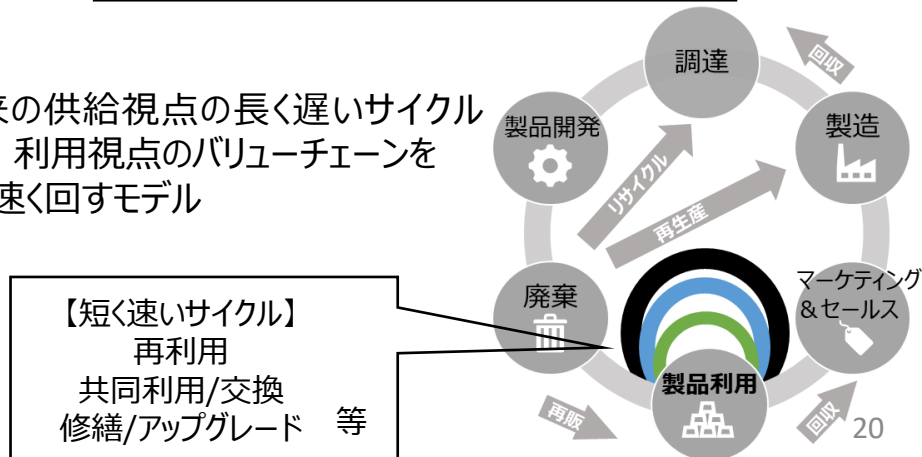 来の供給視点の長く遅いサイクル
利用視点のバリューチェーンを
速く回すモデル
【短く速いサイクル】
再利用
共同利用/交換
修繕/アップグレード 等
調達
回収
製品開発
製造
リサイクル
再生産
廃棄
マーケティング
&セールス
製品利用
再販
回収
20